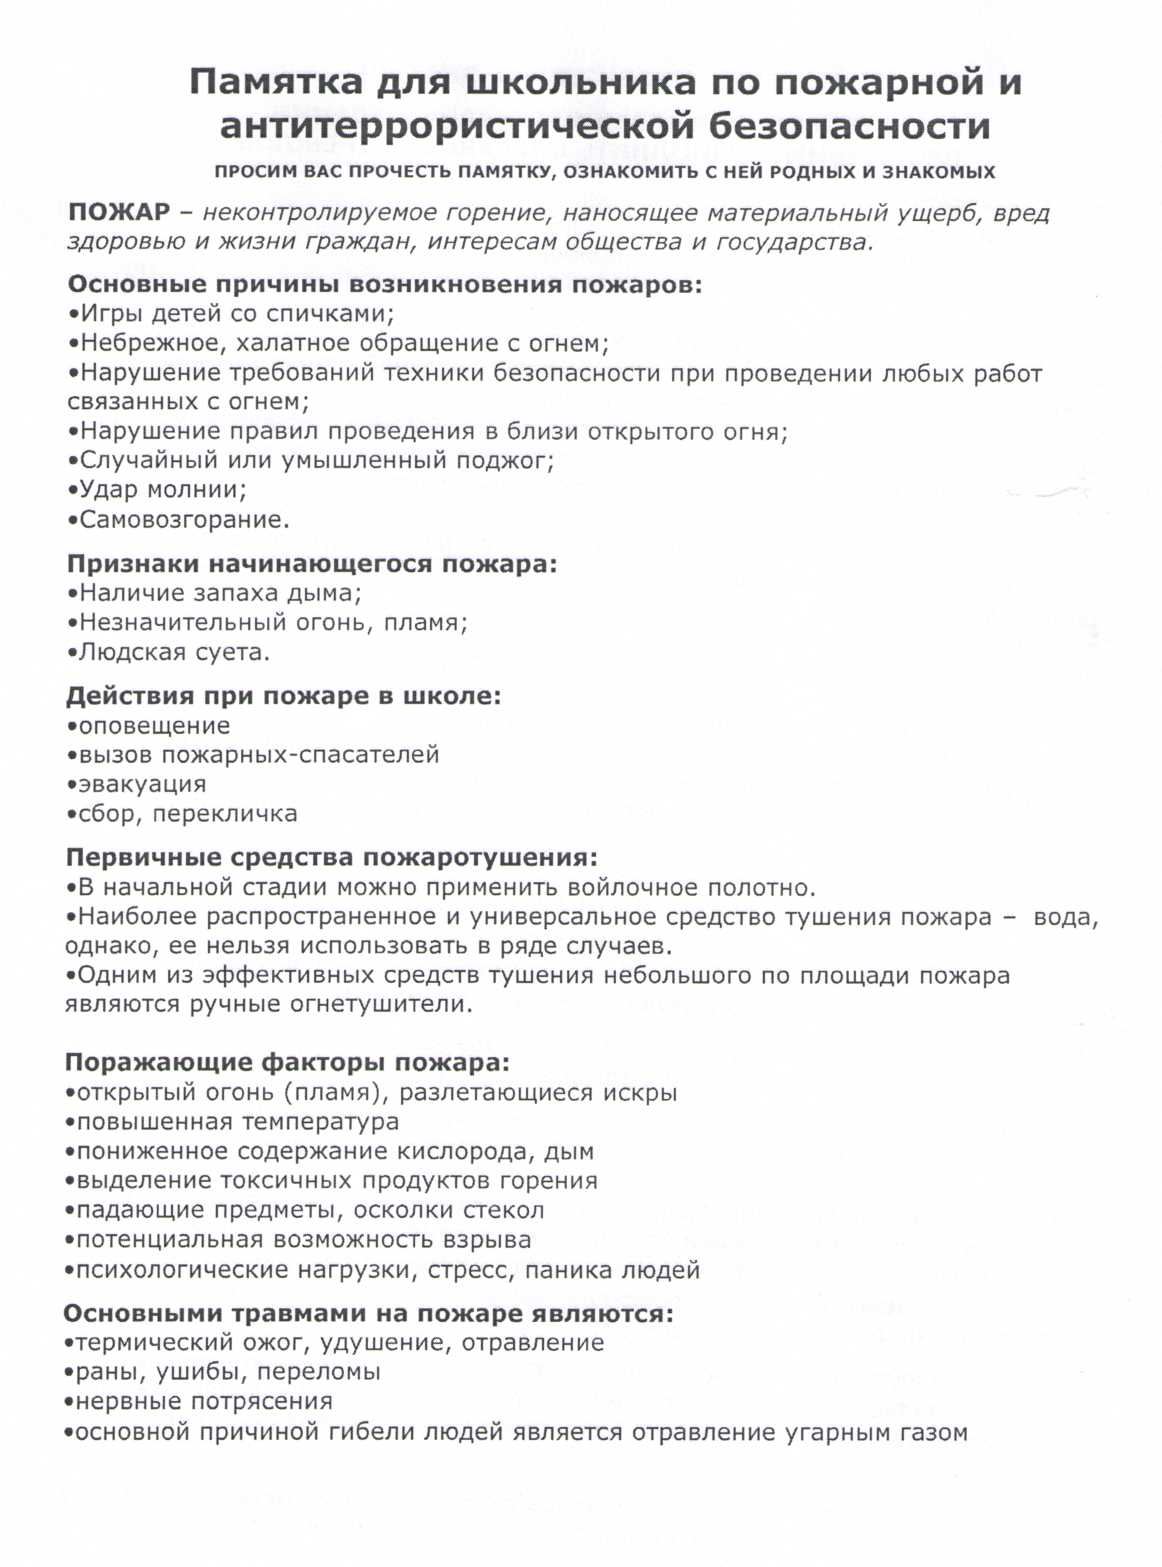 Памятка для школьника по пожарной и
антитеррористической безопасности
ПРОСИМ ВАС ПРОЧЕСТЬ ПАМЯТКУ, ОЗНАКОМИТЬ С НЕЙ РОДНЫХ И ЗНАКОМЫХ
ПОЖАР – неконтролируемое горение, наносящее материальный ущерб, вред
здоровью и жизни граждан, интересам общества и государства.
Основные причины возникновения пожаров:
•Игры детей со спичками;
•Небрежное, халатное обращение с огнем;
•Нарушение требований техники безопасности при проведении любых работ
связанных с огнем;
•Нарушение правил проведения в близи открытого огня;
•Случайный или умышленный поджог;
•Удар молнии;
•Самовозгорание.
Признаки начинающегося пожара:
•Наличие запаха дыма;
•Незначительный огонь, пламя;
•Людская суета.
Действия при пожаре в школе:
•оповещение
•вызов пожарных-спасателей
•эвакуация
•сбор, перекличка
Первичные средства пожаротушения:
•В начальной стадии можно применить войлочное полотно.
•Наиболее распространенное и универсальное средство тушения пожара – вода,
однако, ее нельзя использовать в ряде случаев.
•Одним из эффективных средств тушения небольшого по площади пожара
являются ручные огнетушители.
Поражающие факторы пожара:
•открытый огонь (пламя), разлетающиеся искры
•повышенная температура
•пониженное содержание кислорода, дым
•выделение токсичных продуктов горения
•падающие предметы, осколки стекол
•потенциальная возможность взрыва
•психологические нагрузки, стресс, паника людей
Основными травмами на пожаре являются:
•термический ожог, удушение, отравление
•раны, ушибы, переломы
•нервные потрясения
•основной причиной гибели людей является отравление угарным газом